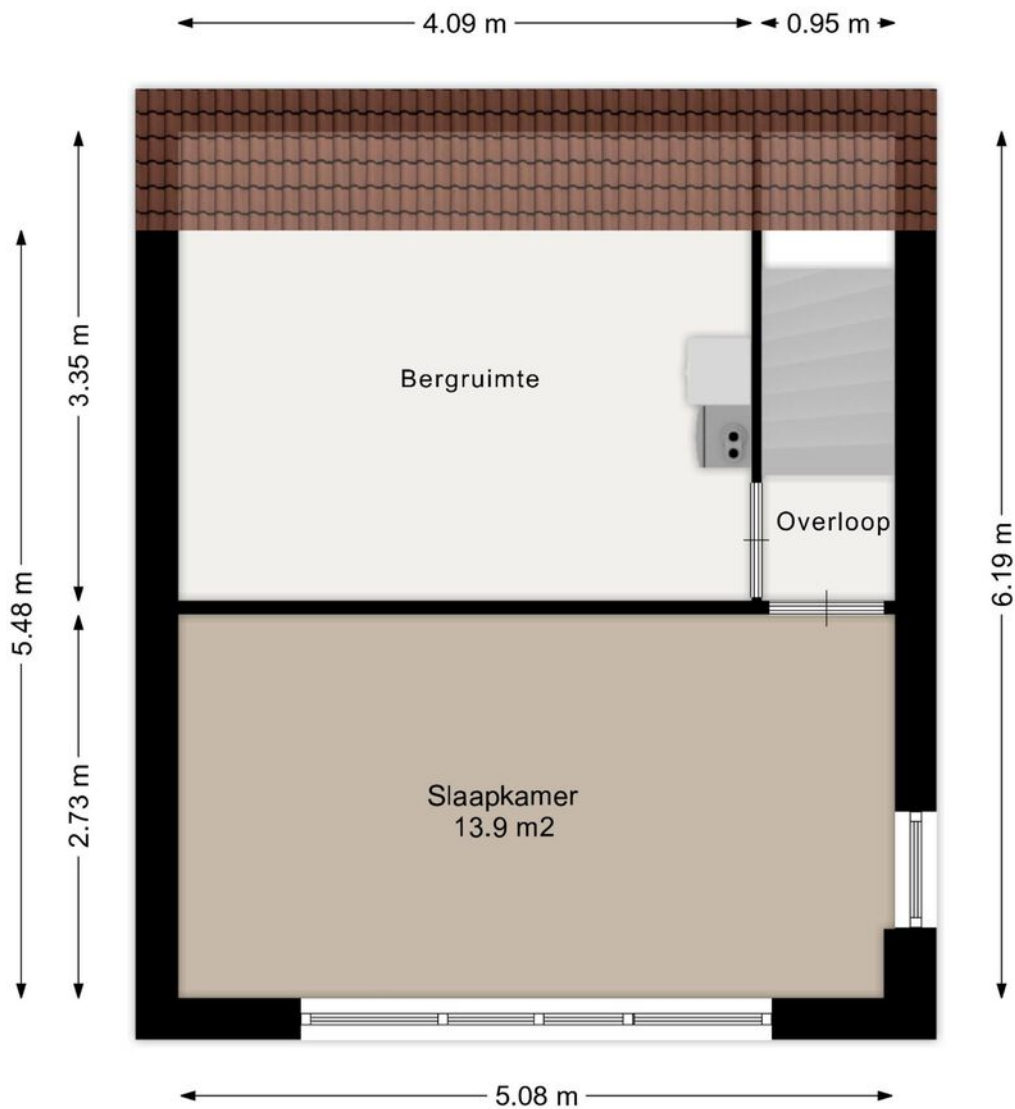 4.09 m
0.95 m
3.35 m
Bergruimte
Overloop
6.19 m
5.48 m
2.73 m
Slaapkamer
13.9 m2
5.08 m